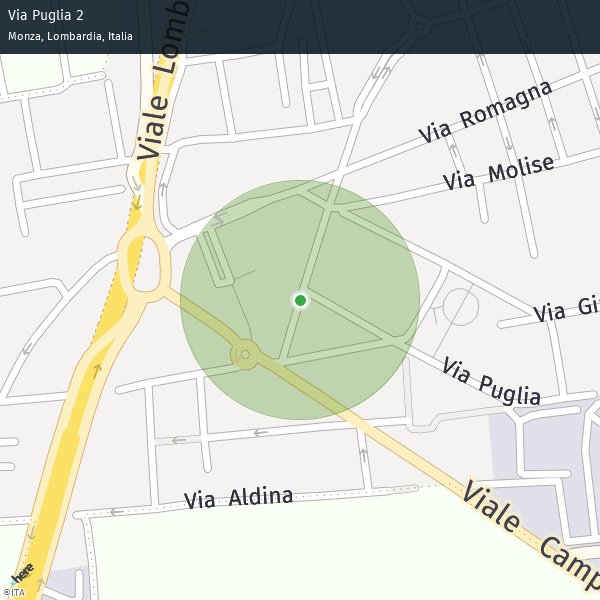 Via Puglia 2
Monza, Lombardia, Italia
Viale Lomb
Via Romagna
Via Molise
Via Gi
Via Puglia
Via Aldina
Viale Camp
here
©ITA